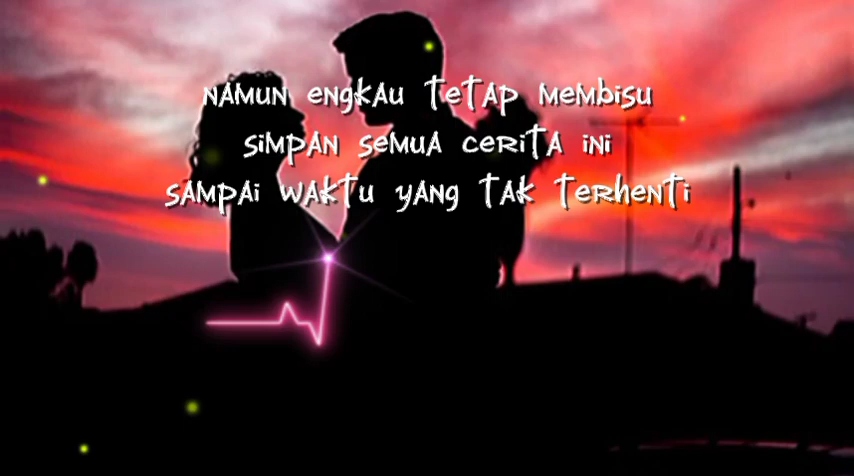 NAMUN ENGKAU TETAP MEMBISU
SIMPAN SEMUA CERITA INI
SAMPAI WAKTU YANG TAK TERHENTI